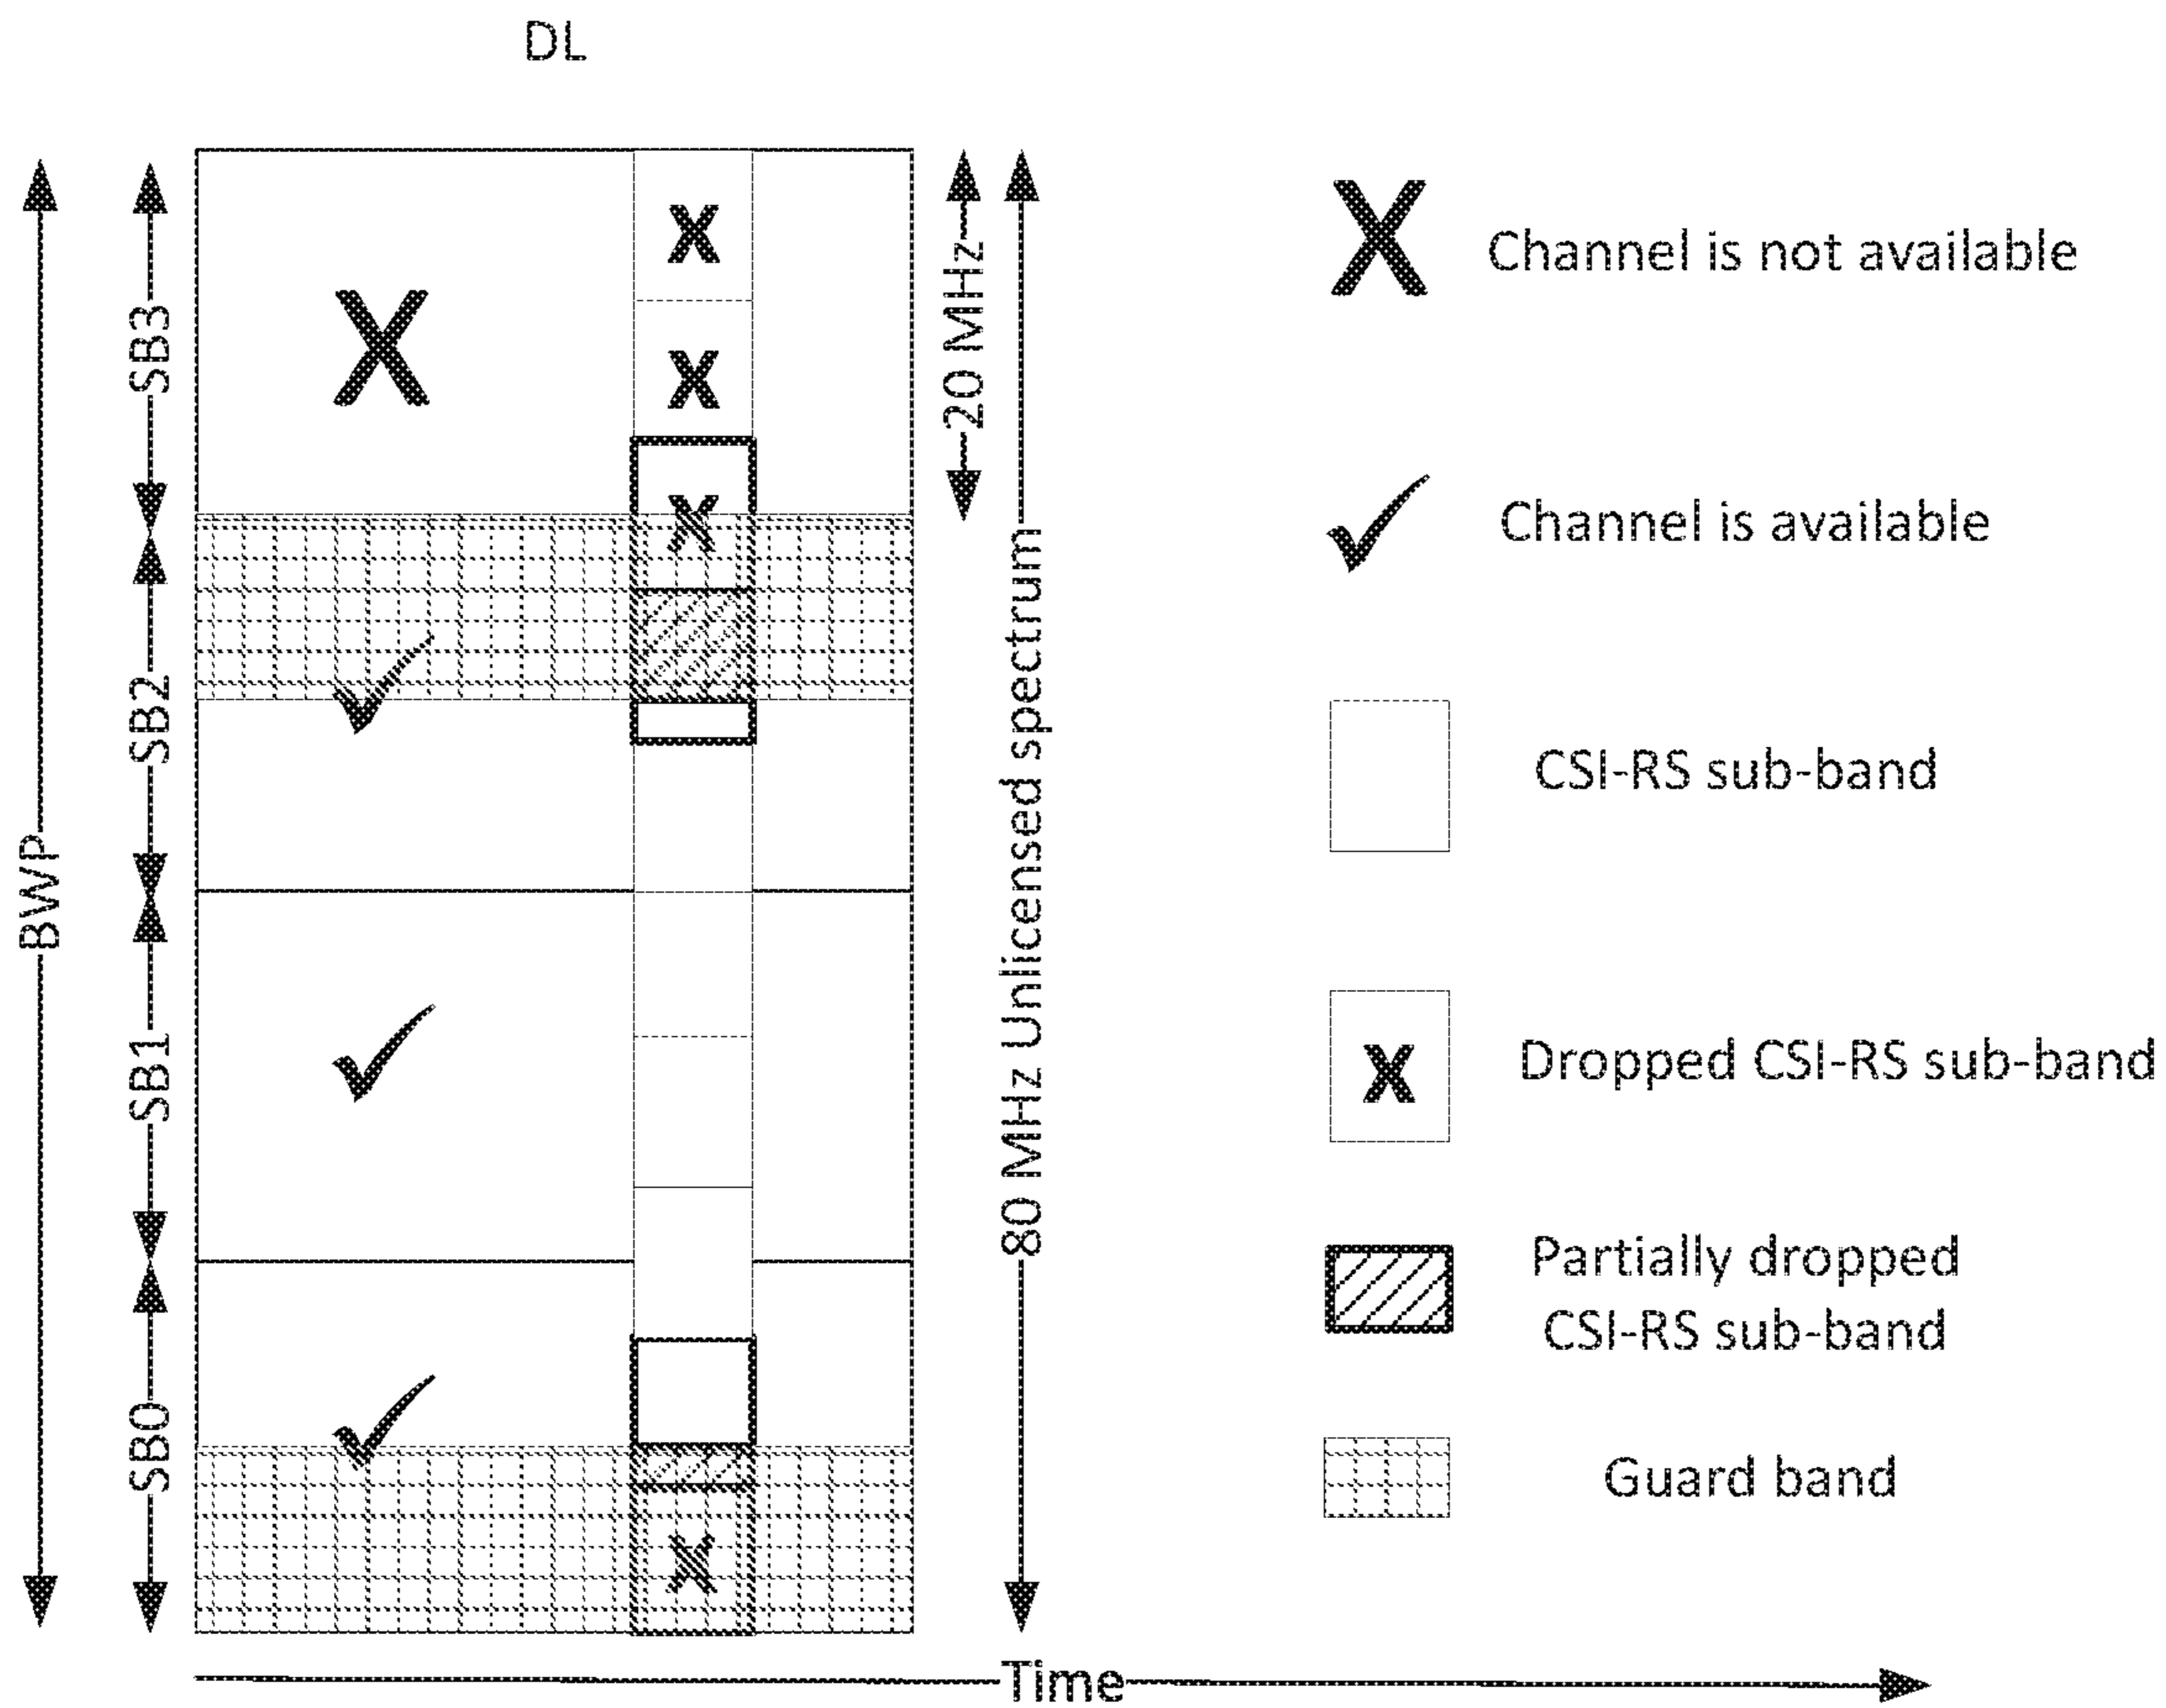 DL
BWP
SB3
SB2
SB1
SB0
20 MHz
80 MHz Unlicensed spectrum
Time
Channel is not available
Channel is available
CSI-RS sub-band
Dropped CSI-RS sub-band
Partially dropped
CSI-RS sub-band
Guard band